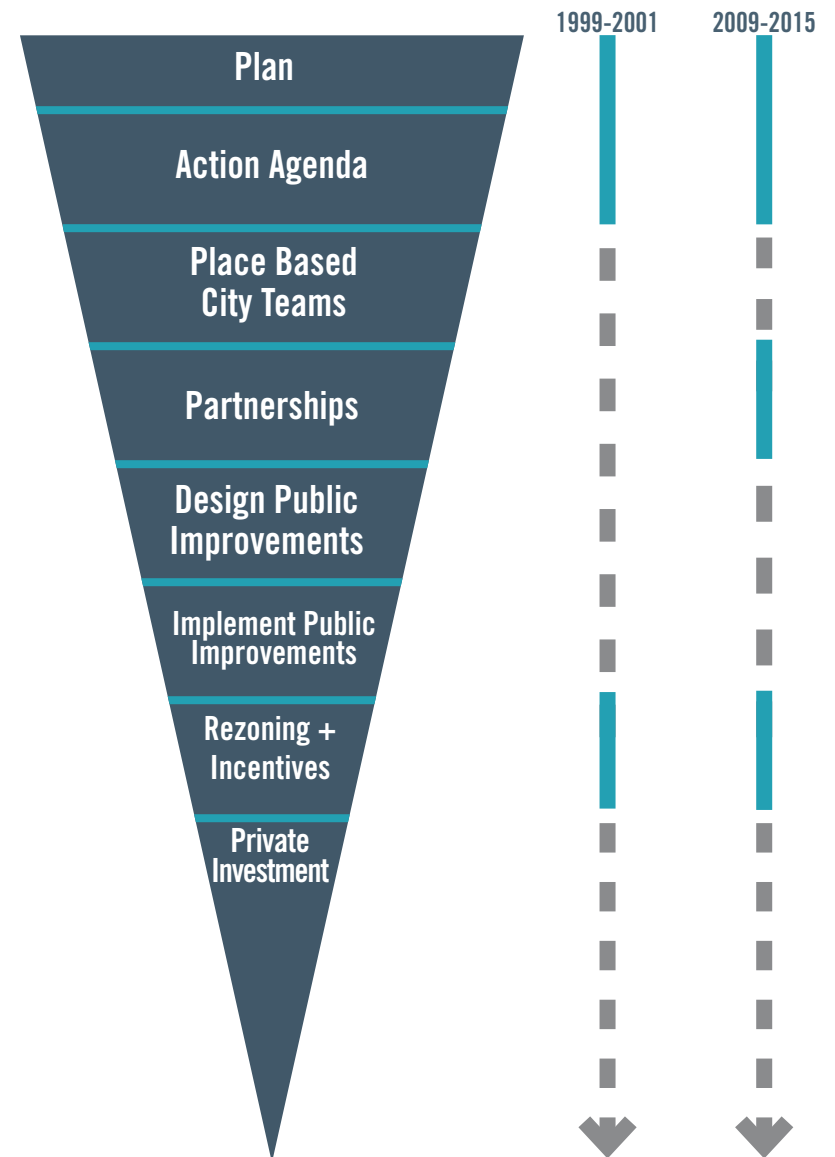 1999-2001
2009-2015
Plan
Action Agenda
Place Based
City Teams
Partnerships
Design Public
Improvements
Implement Public
Improvements
Rezoning +
Incentives
Private
Investment